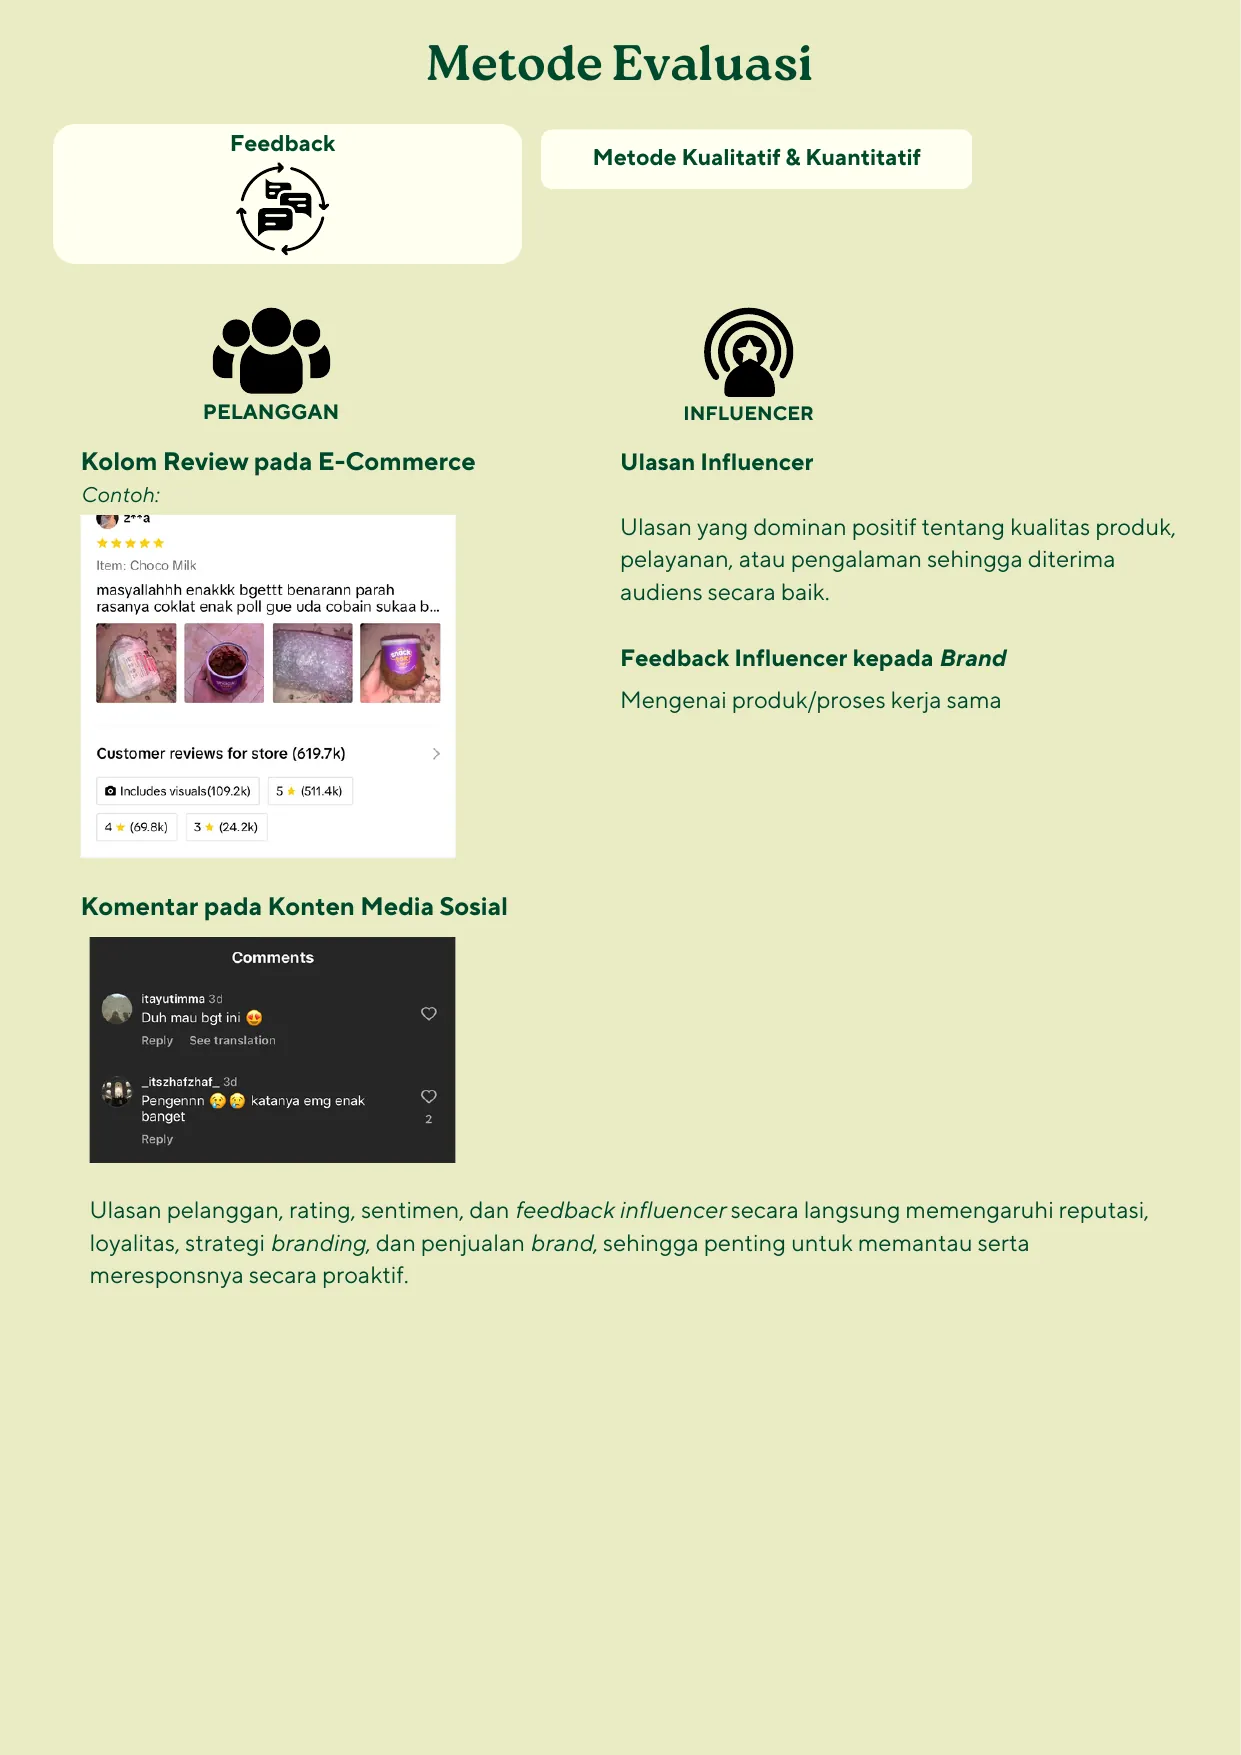 Metode Evaluasi
Feedback
Metode Kualitatif & Kuantitatif
PELANGGAN
Kolom Review pada E-Commerce
Contoh:
z**a
Item: Choco Milk
masyallahhh enakkk bgettt benarann parah
rasanya coklat enak poll gue uda cobain sukaa b...
Customer reviews for store (619.7k)
Includes visuals(109.2k)
5 ★ (511.4k)
4 ★ (69.8k)
3 ★ (24.2k)
Komentar pada Konten Media Sosial
Comments
itayutimma 3d
Duh mau bgt ini 😍
Reply See translation
_itszhafzhaf_ 3d
Pengennn 😢😢 katanya emg enak
banget
2
Reply
INFLUENCER
Ulasan Influencer
Ulasan yang dominan positif tentang kualitas produk,
pelayanan, atau pengalaman sehingga diterima
audiens secara baik.
Feedback Influencer kepada Brand
Mengenai produk/proses kerja sama
Ulasan pelanggan, rating, sentimen, dan feedback influencer secara langsung memengaruhi reputasi,
loyalitas, strategi branding, dan penjualan brand, sehingga penting untuk memantau serta
meresponsnya secara proaktif.